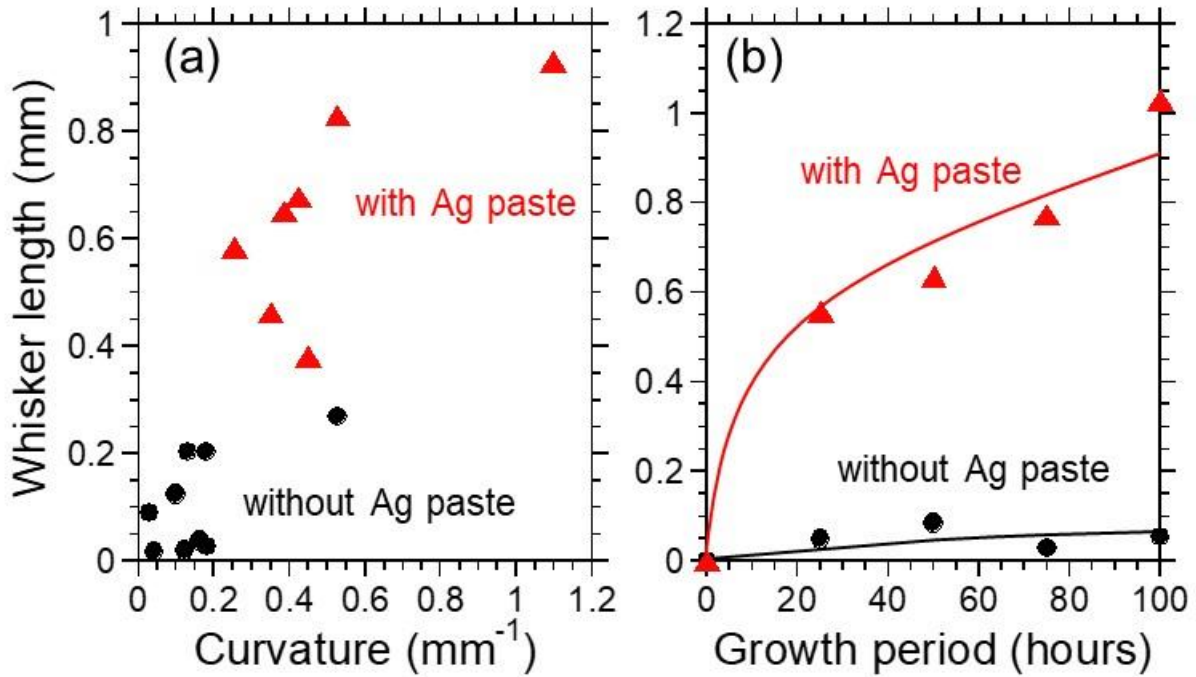 (a)
Whisker length (mm)
1
0.8
0.6
0.4
0.2
0
with Ag paste
without Ag paste
0 0.2 0.4 0.6 0.8 1 1.2
Curvature (mm⁻¹)
(b)
1.2
1
0.8
0.6
0.4
0.2
0
with Ag paste
without Ag paste
0 20 40 60 80 100
Growth period (hours)